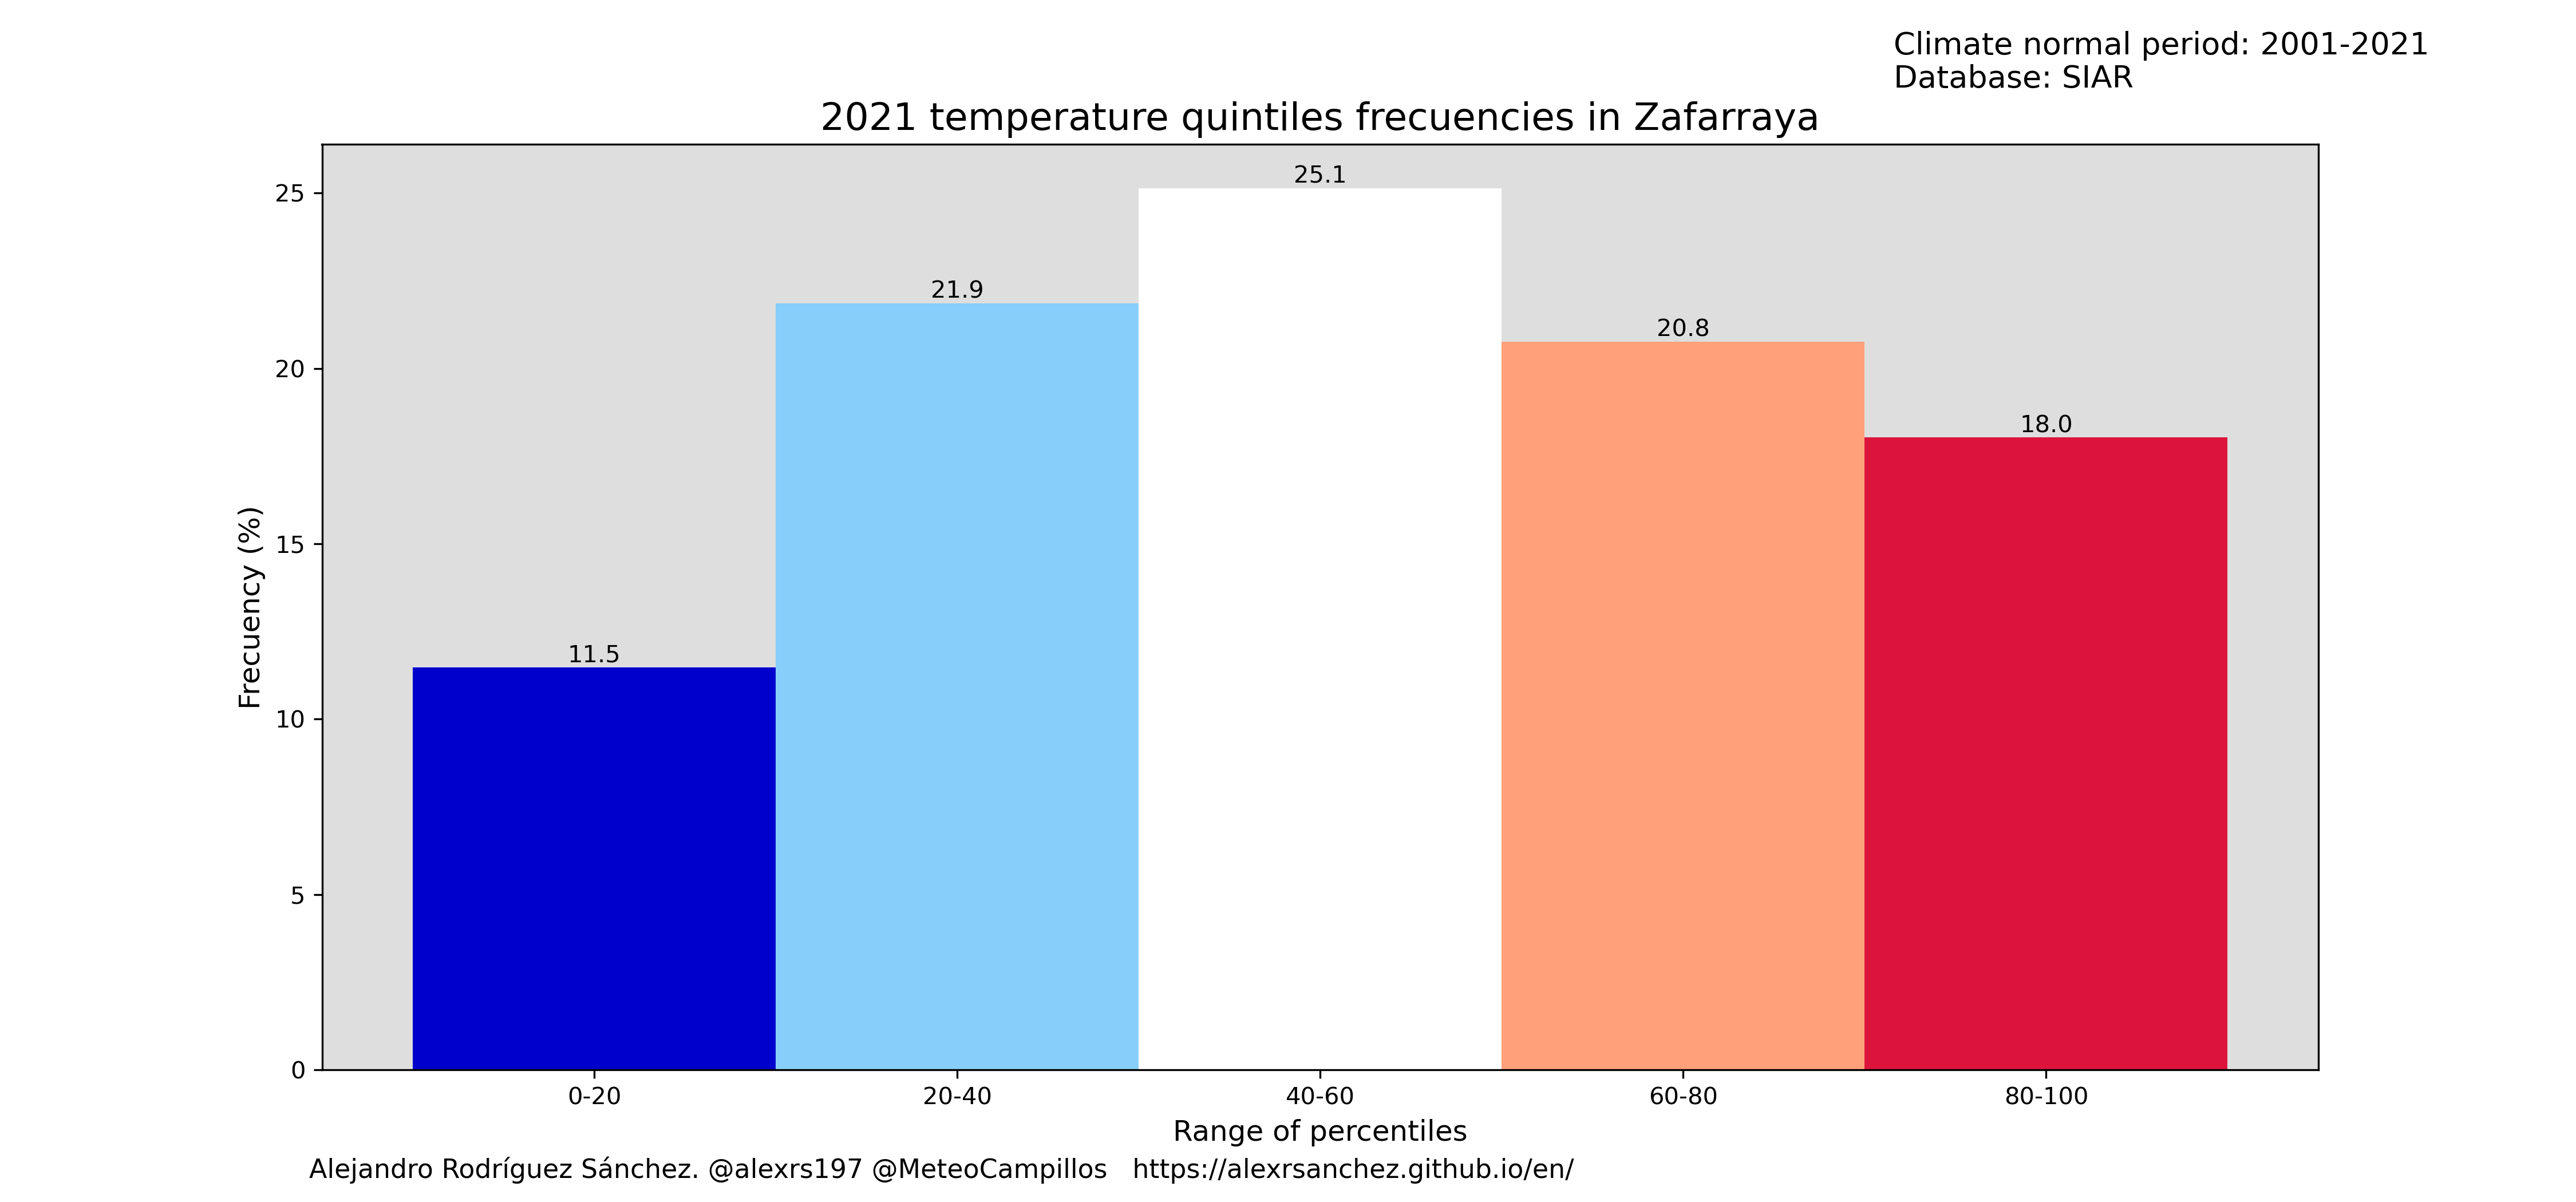 Climate normal period: 2001-2021
Database: SIAR
2021 temperature quintiles frecuencies in Zafarraya
Frecuency (%)
25
20
15
10
5
0
11.5
21.9
25.1
20.8
18.0
0-20
20-40
40-60
60-80
80-100
Range of percentiles
Alejandro Rodríguez Sánchez. @alexrs197 @MeteoCampillos   https://alexrsanchez.github.io/en/